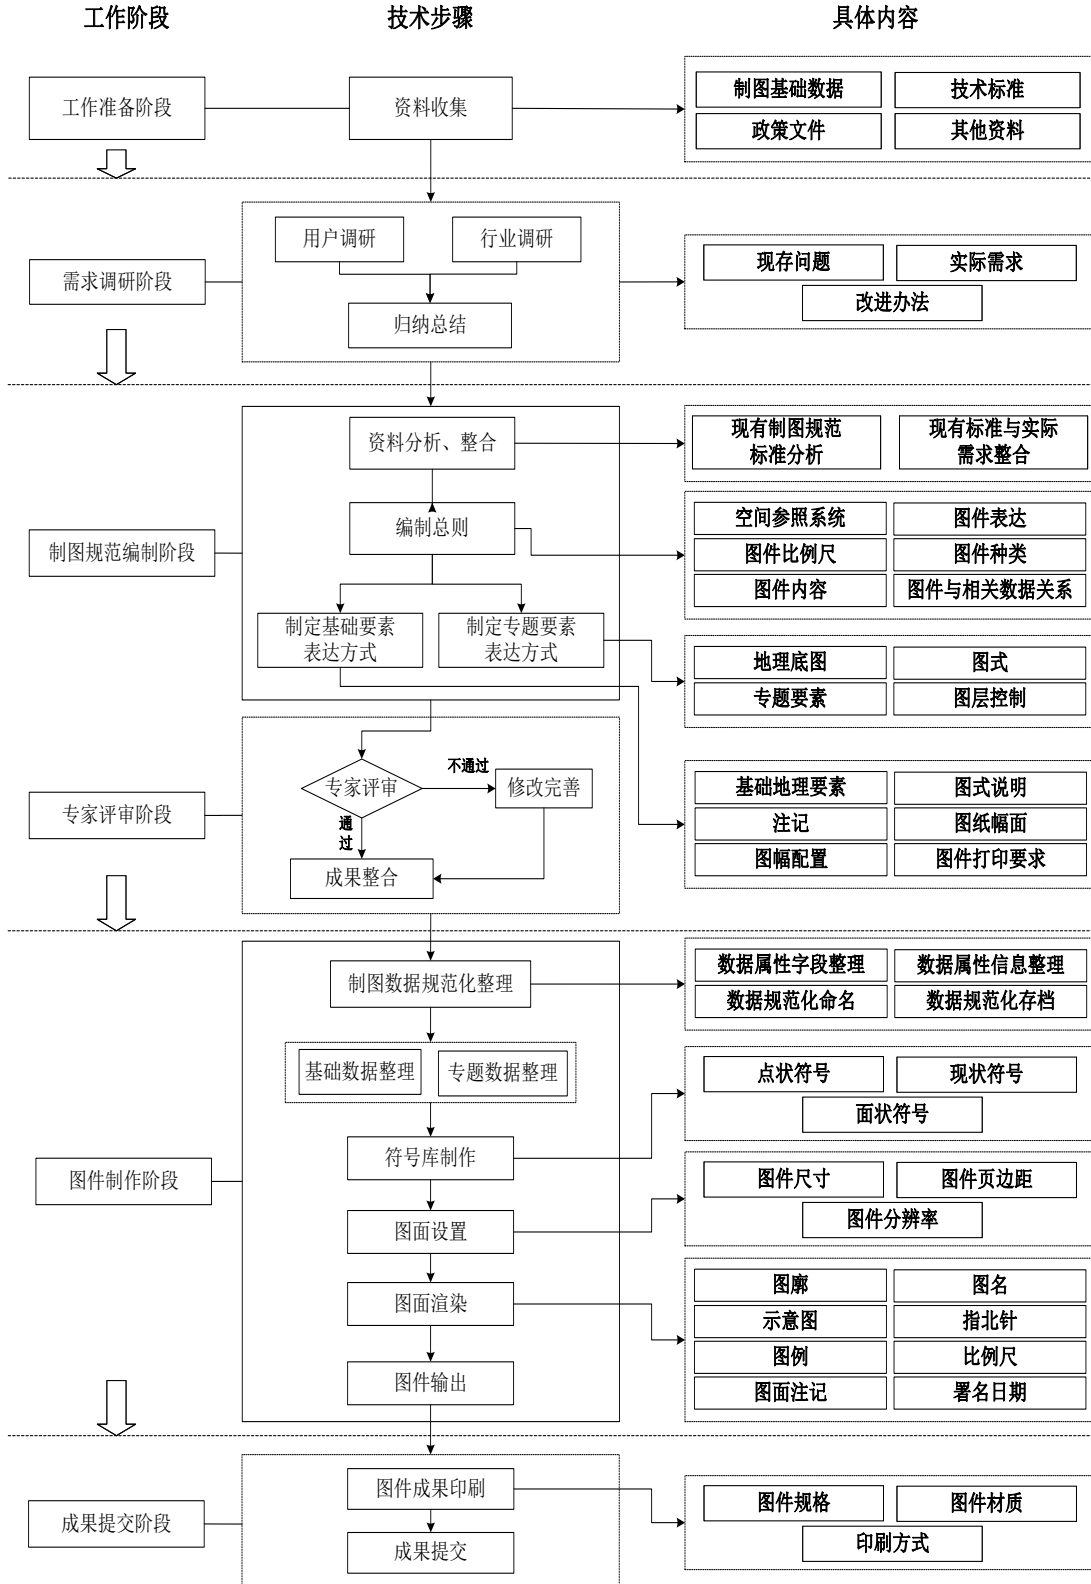 工作阶段
技术步骤
具体内容
工作准备阶段
资料收集
制图基础数据
技术标准
政策文件
其他资料
需求调研阶段
用户调研
行业调研
归纳总结
现存问题
实际需求
改进办法
制图规范编制阶段
资料分析、整合
现有制图规范
标准分析
现有标准与实际
需求整合
编制总则
空间参照系统
图件表达
图件比例尺
图件种类
图件内容
图件与相关数据关系
制定基础要素
表达方式
制定专题要素
表达方式
地理底图
图式
专题要素
图层控制
专家评审阶段
专家评审
不通过
修改完善
通
过
成果整合
基础地理要素
图式说明
注记
图纸幅面
图幅配置
图件打印要求
图件制作阶段
制图数据规范化整理
数据属性字段整理
数据属性信息整理
数据规范化命名
数据规范化存档
基础数据整理
专题数据整理
符号库制作
点状符号
现状符号
面状符号
图面设置
图件尺寸
图件页边距
图件分辨率
图面渲染
图廓
图名
示意图
指北针
图例
比例尺
图面注记
署名日期
图件输出
成果提交阶段
图件成果印刷
成果提交
图件规格
图件材质
印刷方式